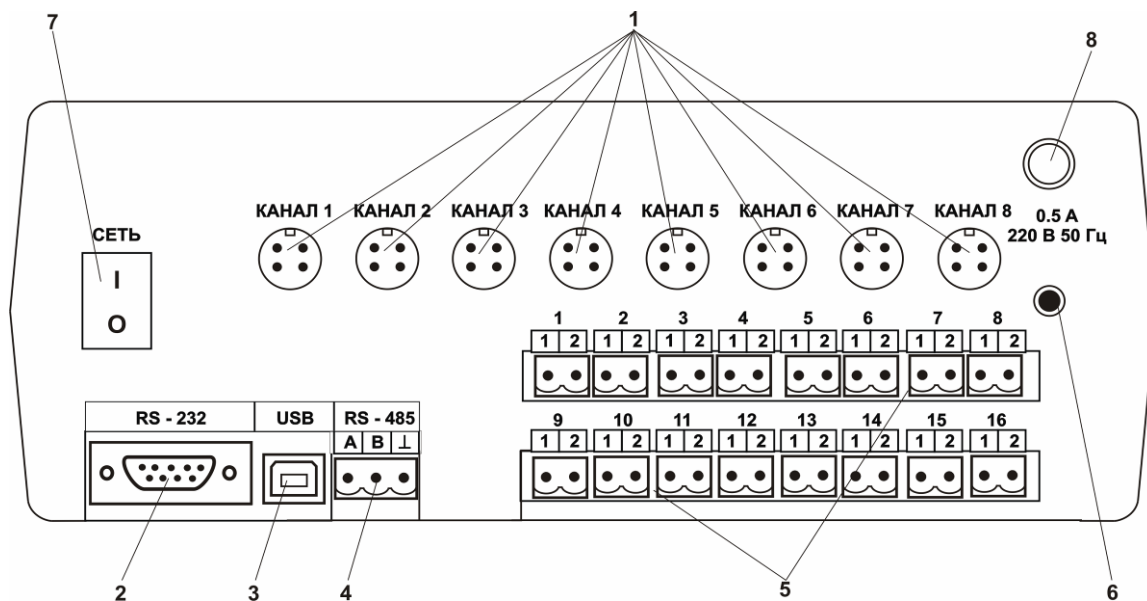 7
1
8
КАНАЛ 1 КАНАЛ 2 КАНАЛ 3 КАНАЛ 4 КАНАЛ 5 КАНАЛ 6 КАНАЛ 7 КАНАЛ 8
0.5 А
220 В 50 Гц
СЕТЬ
I
O
1 2 3 4 5 6 7 8
1 2 1 2 1 2 1 2 1 2 1 2 1 2 1 2
RS - 232 USB RS - 485
A B ⊥
9 10 11 12 13 14 15 16
1 2 1 2 1 2 1 2 1 2 1 2 1 2 1 2
2 3 4 5 6